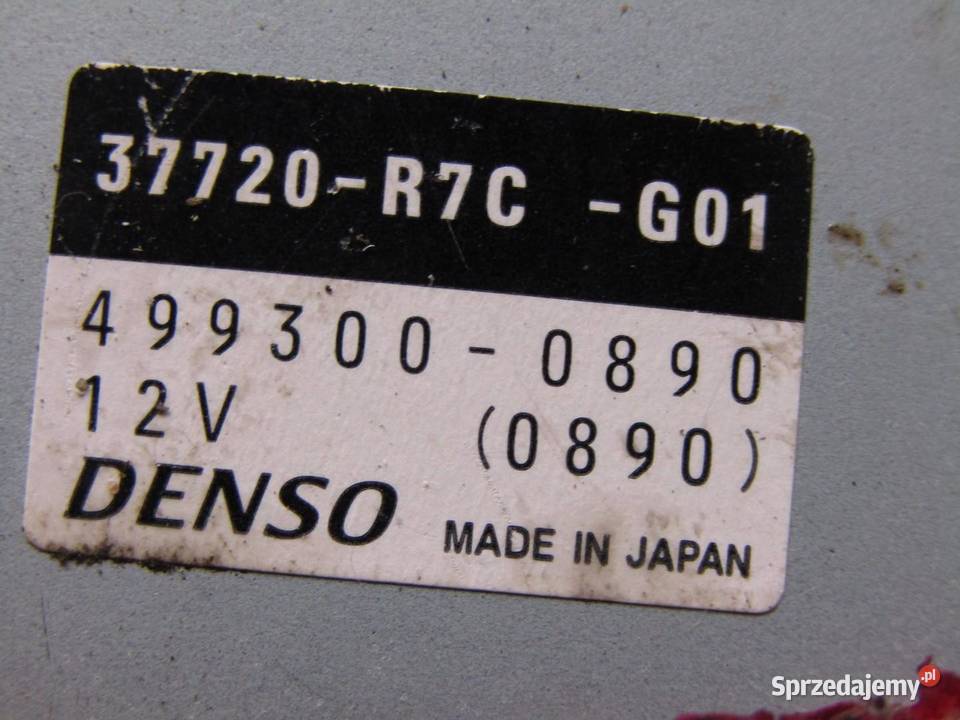 37720-R7C -G01
499300-0890
12V (0890)
DENSO MADE IN JAPAN
Sprzedajemy.pl